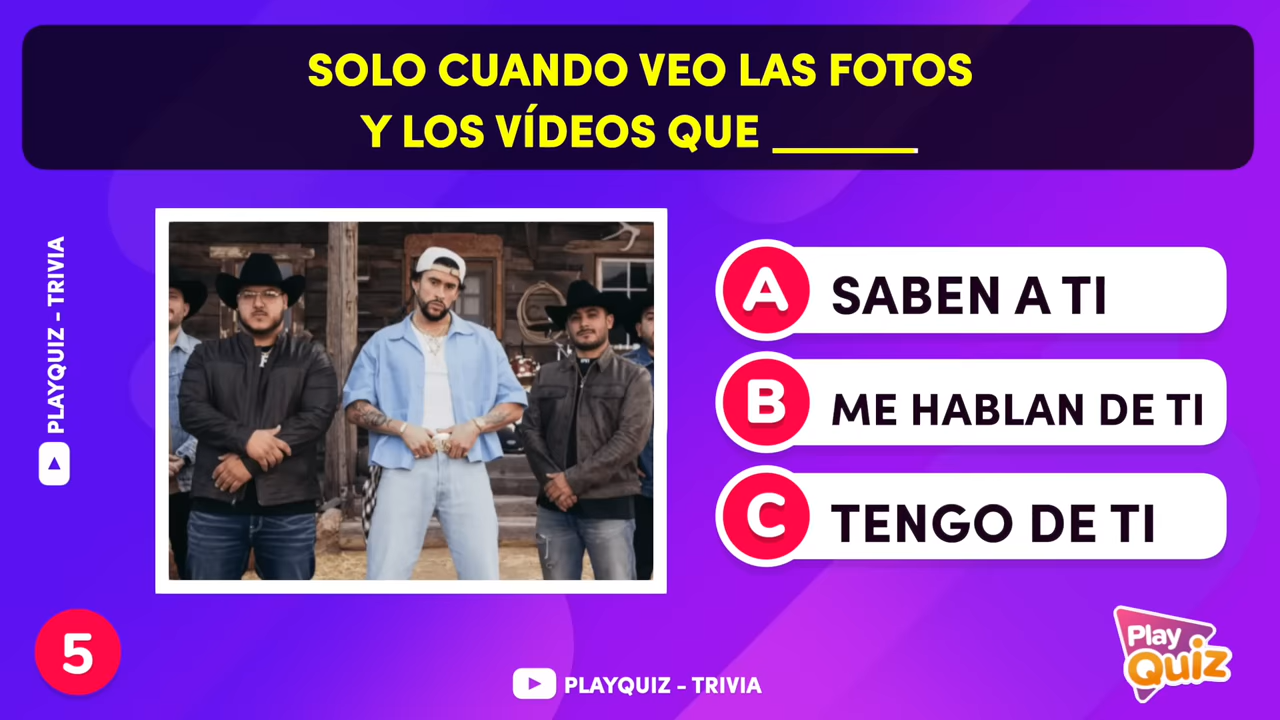 SOLO CUANDO VEO LAS FOTOS
Y LOS VÍDEOS QUE ______
PLAYQUIZ - TRIVIA
A SABEN A TI
B ME HABLAN DE TI
C TENGO DE TI
5
PLAYQUIZ - TRIVIA
Play
Quiz